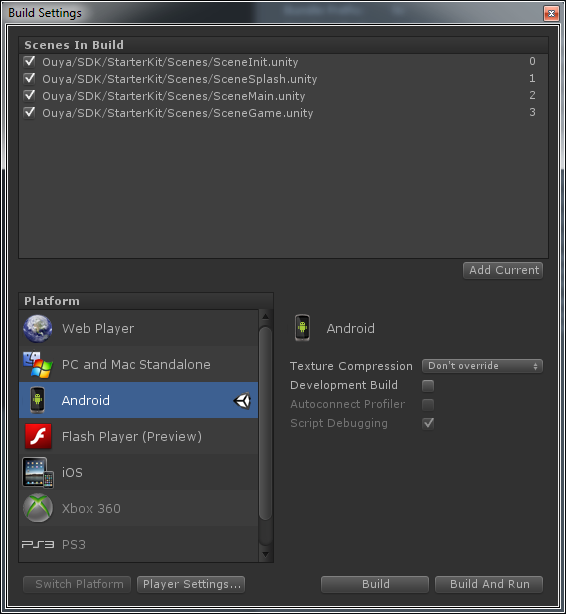 Build Settings
Scenes In Build
Ouya/SDK/StarterKit/Scenes/SceneInit.unity 0
Ouya/SDK/StarterKit/Scenes/SceneSplash.unity 1
Ouya/SDK/StarterKit/Scenes/SceneMain.unity 2
Ouya/SDK/StarterKit/Scenes/SceneGame.unity 3
Add Current
Platform
Web Player
PC and Mac Standalone
Android
Flash Player (Preview)
iOS
Xbox 360
PS3 PS3
Android
Texture Compression Don't override
Development Build
Autoconnect Profiler
Script Debugging
Switch Platform Player Settings... Build Build And Run